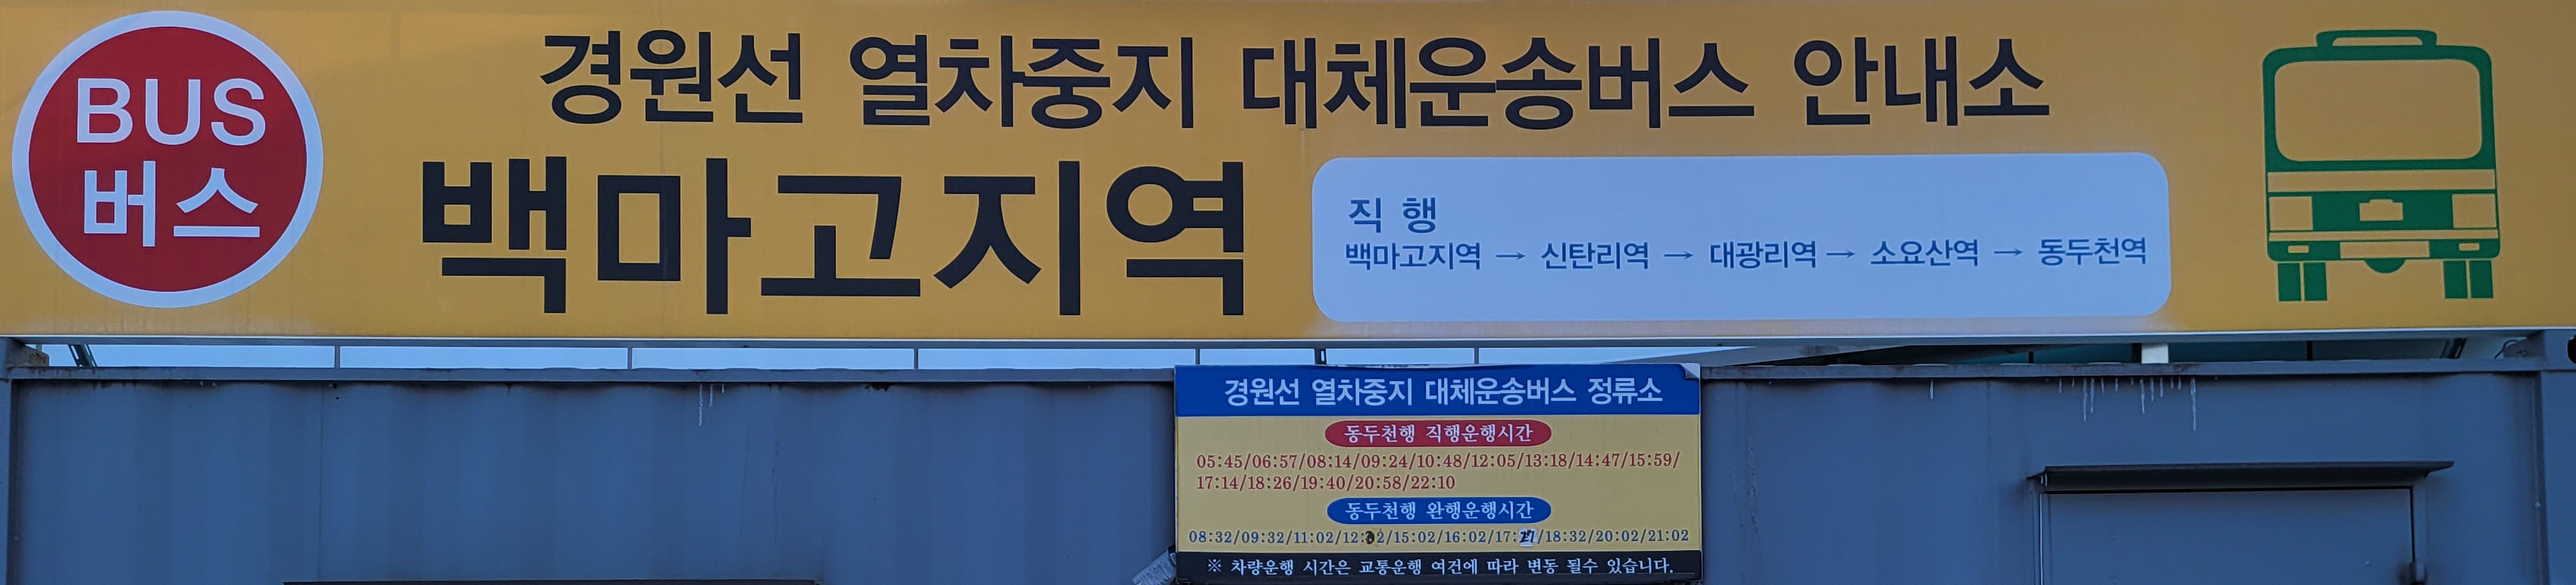 BUS
버스
경원선 열차중지 대체운송버스 안내소
백마고지역
직 행
백마고지역 → 신탄리역 → 대광리역 → 소요산역 → 동두천역
경원선 열차중지 대체운송버스 정류소
동두천행 직행운행시간
05:45/06:57/08:14/09:24/10:48/12:05/13:18/14:47/15:59/
17:14/18:26/19:40/20:58/22:10
동두천행 완행운행시간
08:32/09:32/11:02/ /15:02/16:02/ /18:32/20:02/21:02
※ 차량운행 시간은 교통운행 여건에 따라 변동 될수 있습니다.